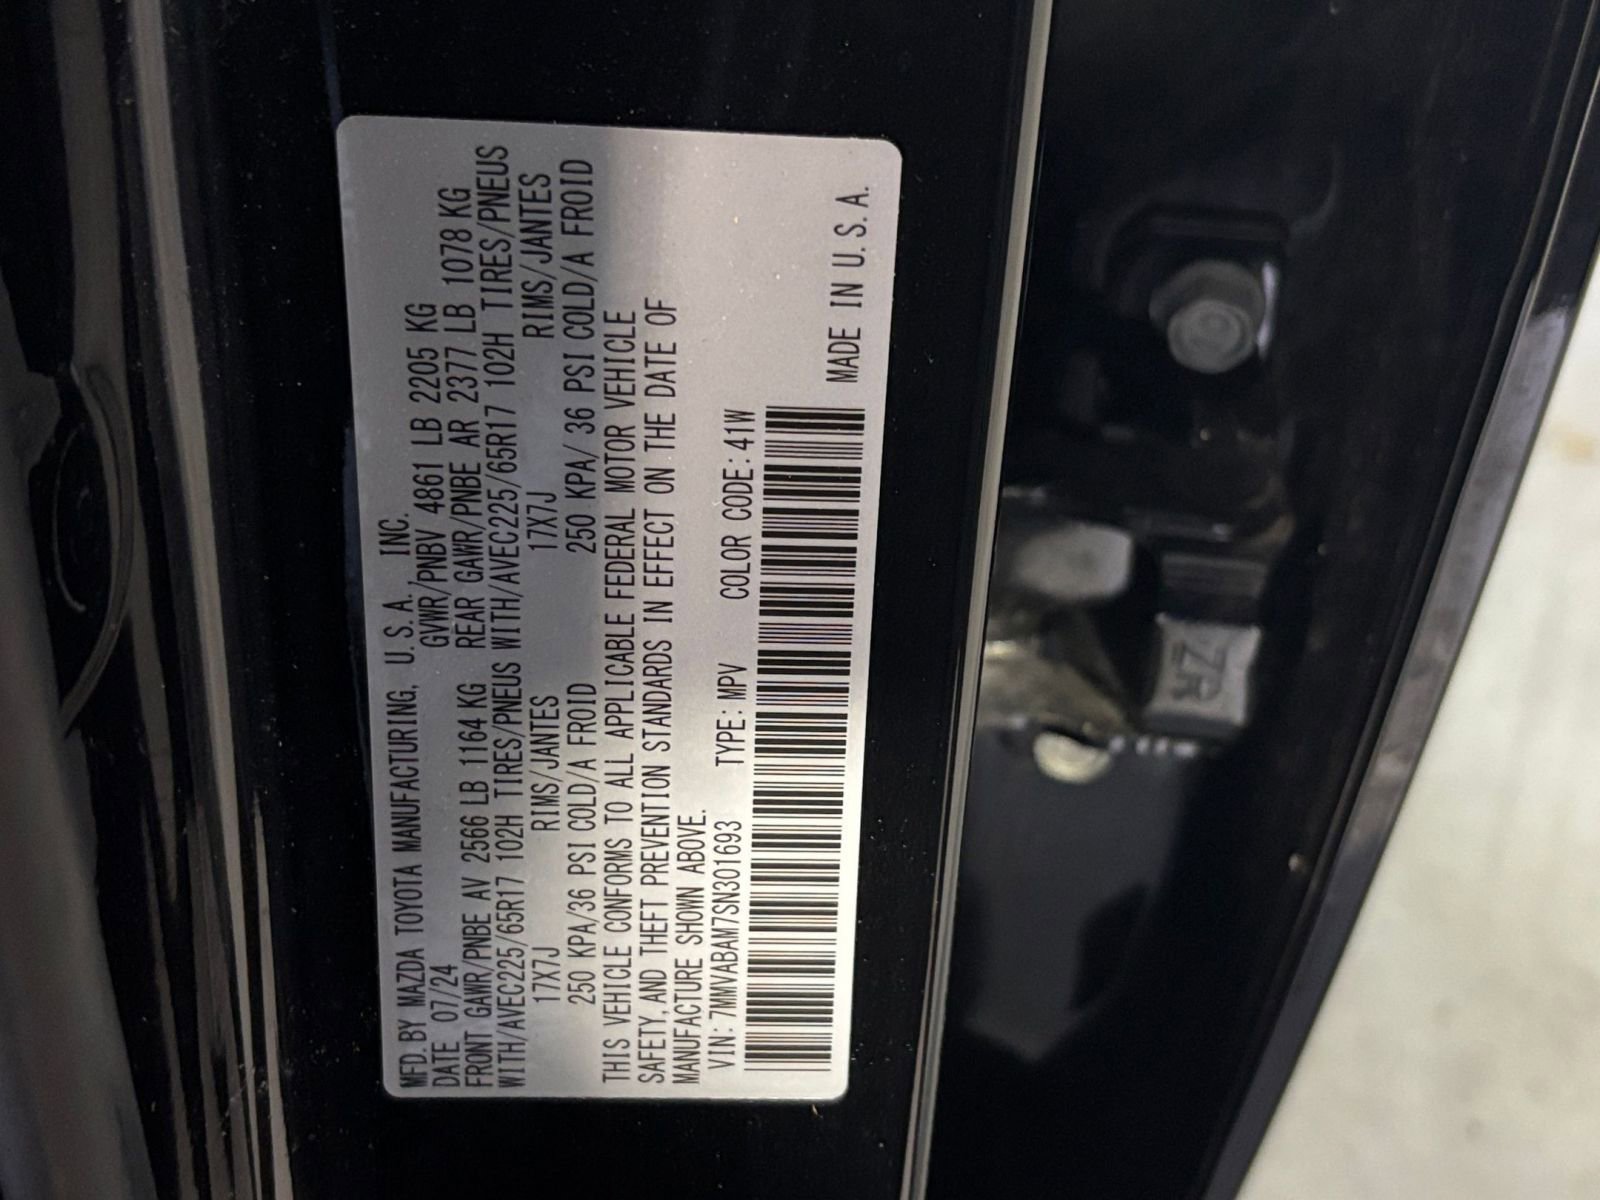 MFD. BY MAZDA TOYOTA MANUFACTURING, U. S. A. INC.
DATE 07/24 GVWR/PNBV 4861 LB 2205 KG
FRONT GAWR/PNBE AV 2566 LB 1164 KG REAR GAWR/PNBE AR 2377 LB 1078 KG
WITH/AVEC225/65R17 102H TIRES/PNEUS WITH/AVEC225/65R17 102H TIRES/PNEUS
17X7J RIMS/JANTES 17X7J RIMS/JANTES
250 KPA/36 PSI COLD/A FROID 250 KPA/ 36 PSI COLD/A FROID
THIS VEHICLE CONFORMS TO ALL APPLICABLE FEDERAL MOTOR VEHICLE
SAFETY, AND THEFT PREVENTION STANDARDS IN EFFECT ON THE DATE OF
MANUFACTURE SHOWN ABOVE.
VIN: 7MMVABAM7SN301693 TYPE: MPV COLOR CODE: 41W
MADE IN U. S. A.
ZR